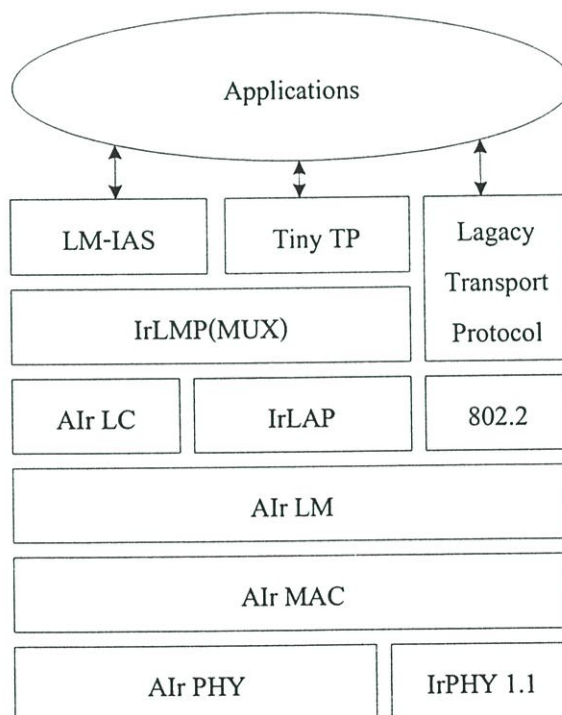 Applications
LM-IAS
Tiny TP
Lagacy
Transport
Protocol
IrLMP(MUX)
AIr LC
IrLAP
802.2
AIr LM
AIr MAC
AIr PHY
IrPHY 1.1